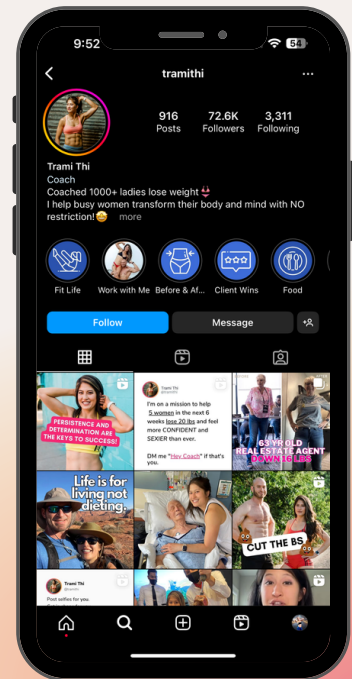 9:52
54
tramithi
916
72.6K
3,311
Posts
Followers
Following
Trami Thi
Coach
Coached 1000+ ladies lose weight
I help busy women transform their body and mind with NO
restriction! more
Fit Life
Work with Me
Before & Af...
Client Wins
Food
Follow
Message
PERSISTENCE AND
DETERMINATION ARE
THE KEYS TO SUCCESS!
Trami Thi
I'm on a mission to help
5 women in the next 6
weeks lose 20 lbs and feel
more CONFIDENT and
SEXIER than ever.
DM me "Hey Coach" if that's
you.
63 YR OLD
REAL ESTATE AGENT
DOWN 36 LBS
Life is for
living not
dieting.
CUT THE BS
Trami Thi
Post selfies for you.